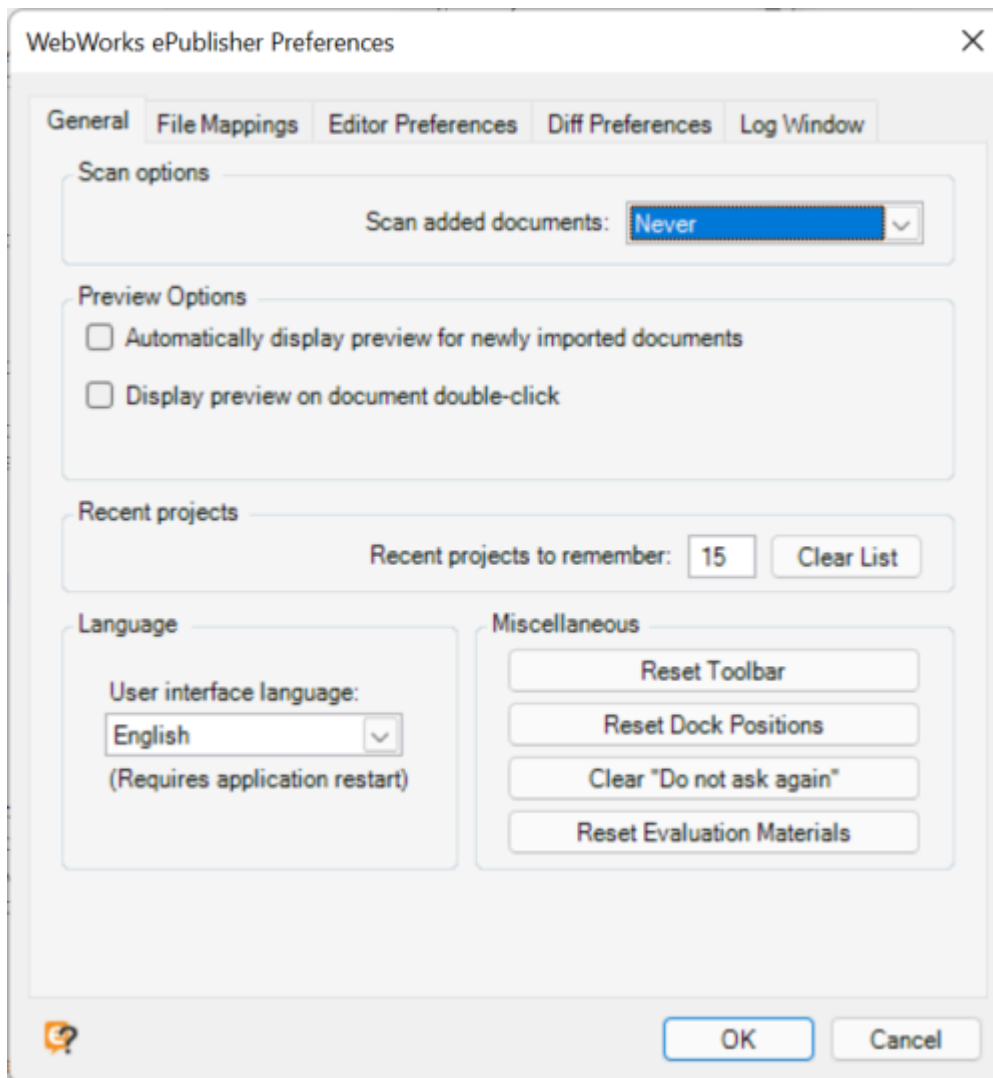 WebWorks ePublisher Preferences
General File Mappings Editor Preferences Diff Preferences Log Window
Scan options
Scan added documents: Never
Preview Options
Automatically display preview for newly imported documents
Display preview on document double-click
Recent projects
Recent projects to remember: 15 Clear List
Language
User interface language:
English
(Requires application restart)
Miscellaneous
Reset Toolbar
Reset Dock Positions
Clear "Do not ask again"
Reset Evaluation Materials
OK Cancel